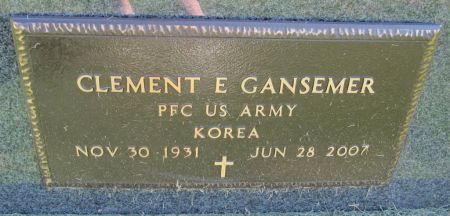 CLEMENT E GANSEMER
PFC US ARMY
KOREA
NOV 30 1931 JUN 28 2007